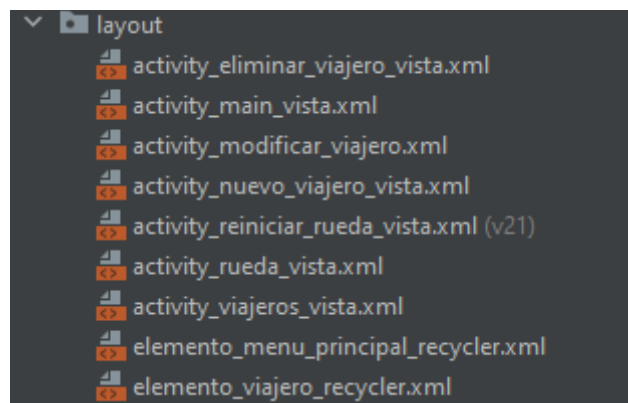 layout
activity_eliminar_viajero_vista.xml
activity_main_vista.xml
activity_modificar_viajero.xml
activity_nuevo_viajero_vista.xml
activity_reiniciar_rueda_vista.xml (v21)
activity_rueda_vista.xml
activity_viajeros_vista.xml
elemento_menu_principal_recycler.xml
elemento_viajero_recycler.xml